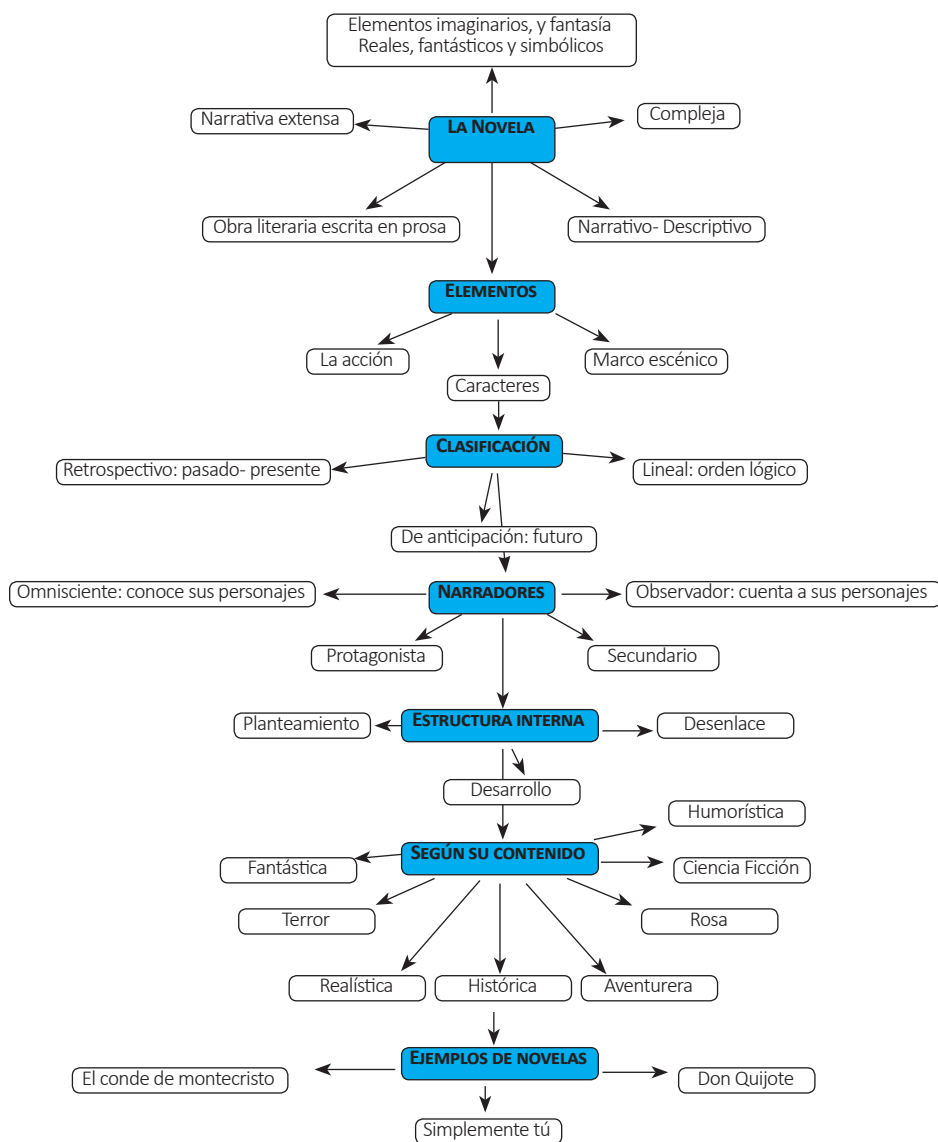 Elementos imaginarios, y fantasía
Reales, fantásticos y simbólicos
Narrativa extensa
LA NOVELA
Compleja
Obra literaria escrita en prosa
Narrativo- Descriptivo
ELEMENTOS
La acción
Marco escénico
Caracteres
CLASIFICACIÓN
Retrospectivo: pasado- presente
Lineal: orden lógico
De anticipación: futuro
Omnisciente: conoce sus personajes
NARRADORES
Observador: cuenta a sus personajes
Protagonista
Secundario
Planteamiento
ESTRUCTURA INTERNA
Desenlace
Desarrollo
Humorística
SEGÚN SU CONTENIDO
Fantástica
Ciencia Ficción
Terror
Rosa
Realística
Histórica
Aventurera
EJEMPLOS DE NOVELAS
El conde de montecristo
Don Quijote
Simplemente tú